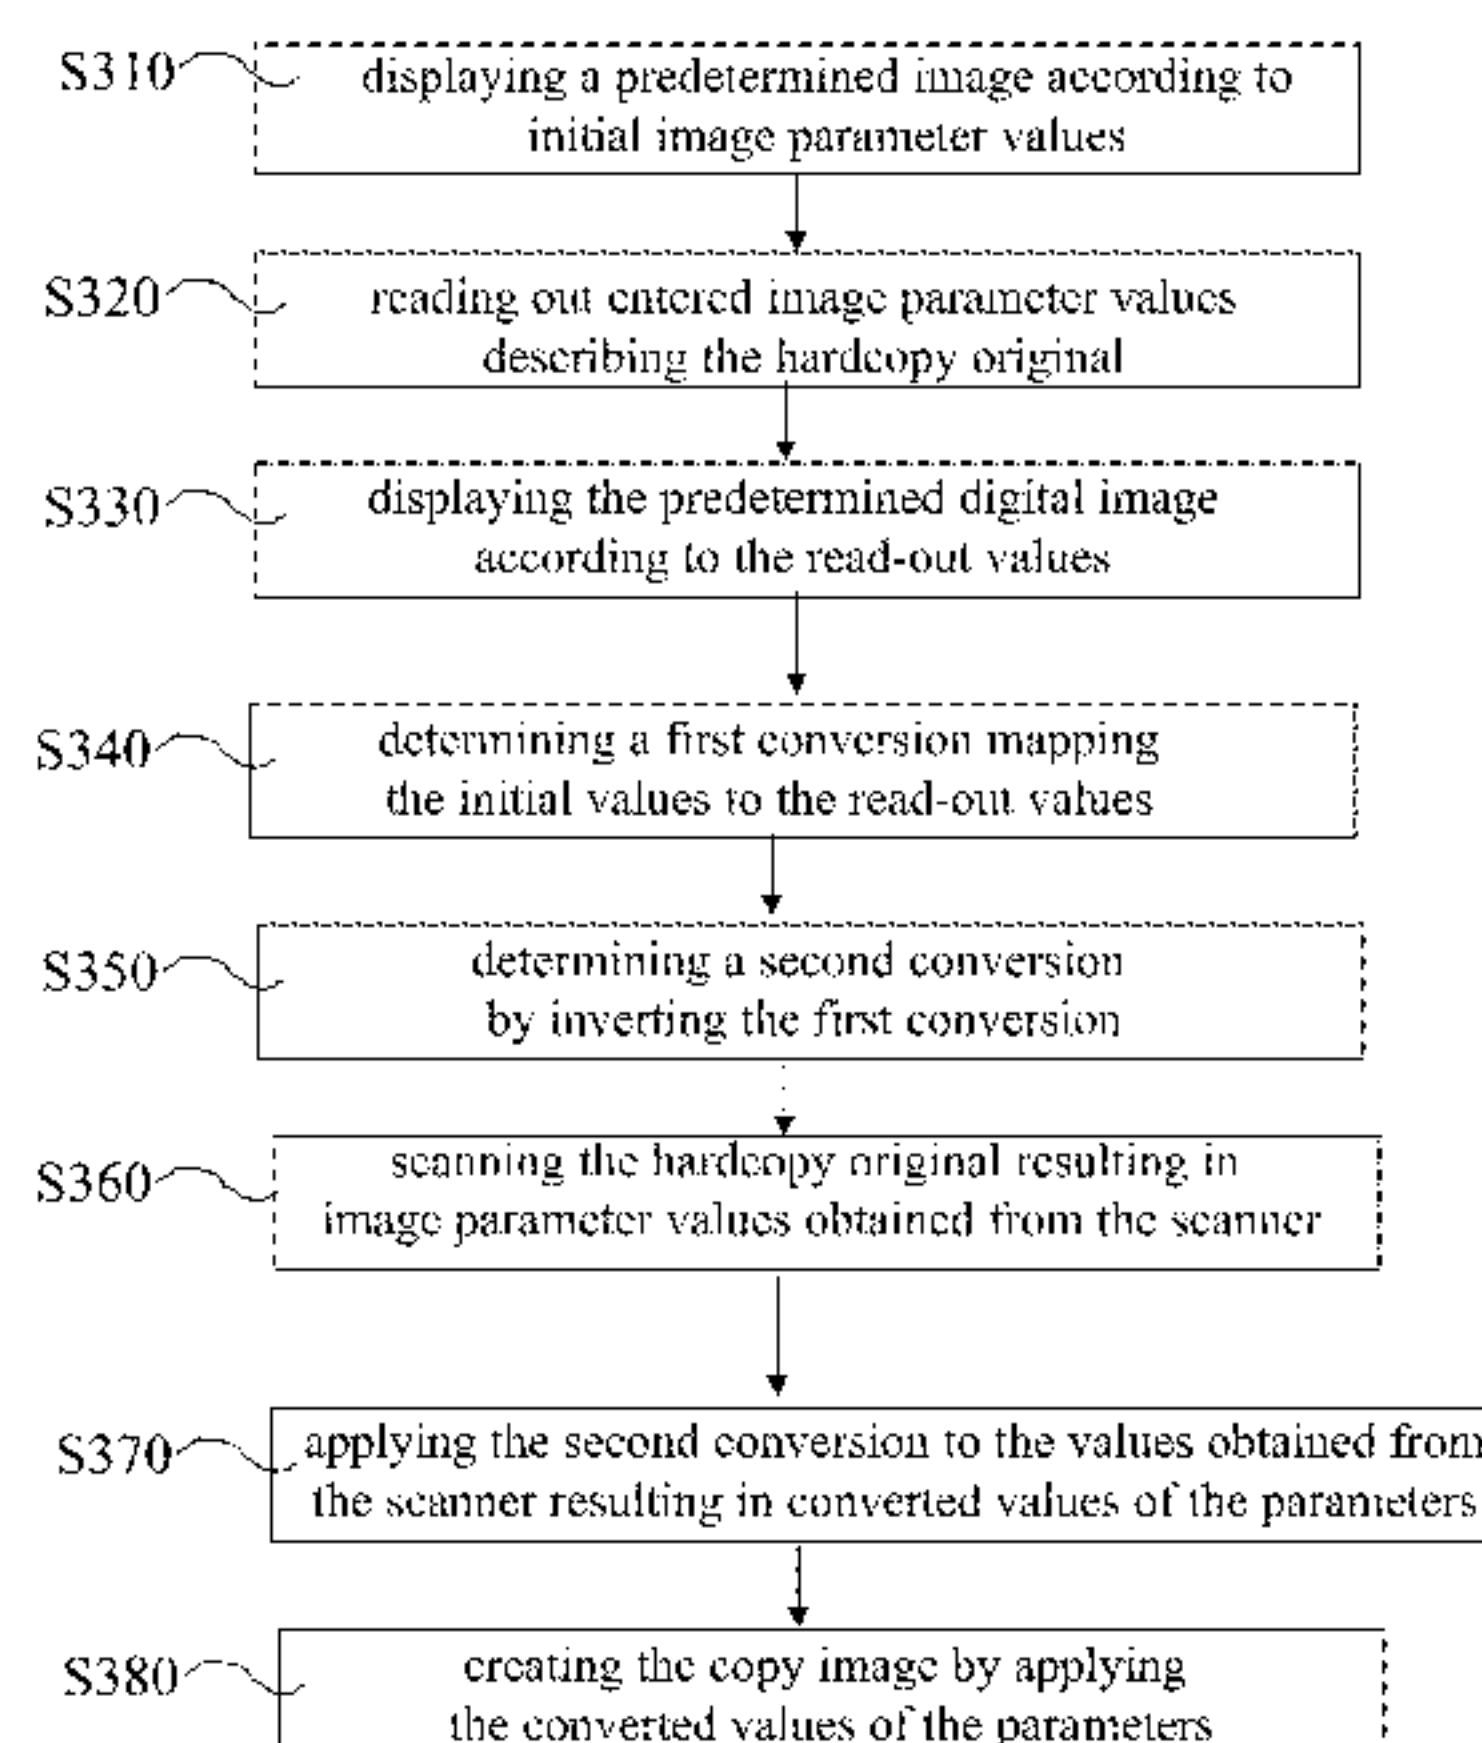 S310
displaying a predetermined image according to
initial image parameter values
S320
reading out entered image parameter values
describing the hardcopy original
S330
displaying the predetermined digital image
according to the read-out values
S340
determining a first conversion mapping
the initial values to the read-out values
S350
determining a second conversion
by inverting the first conversion
S360
scanning the hardcopy original resulting in
image parameter values obtained from the scanner
S370
applying the second conversion to the values obtained from
the scanner resulting in converted values of the parameters
S380
creating the copy image by applying
the converted values of the parameters